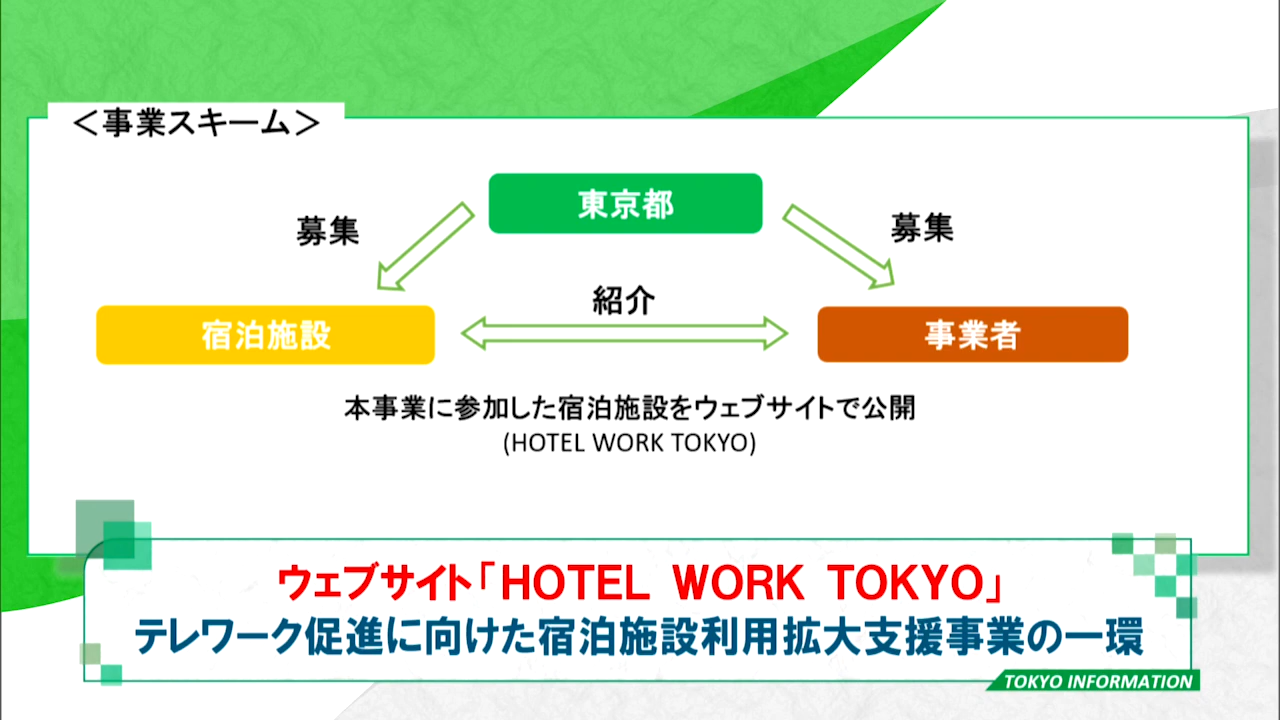 ＜事業スキーム＞
東京都
募集
募集
紹介
宿泊施設
事業者
本事業に参加した宿泊施設をウェブサイトで公開
(HOTEL WORK TOKYO)
ウェブサイト「HOTEL WORK TOKYO」
テレワーク促進に向けた宿泊施設利用拡大支援事業の一環
TOKYO INFORMATION